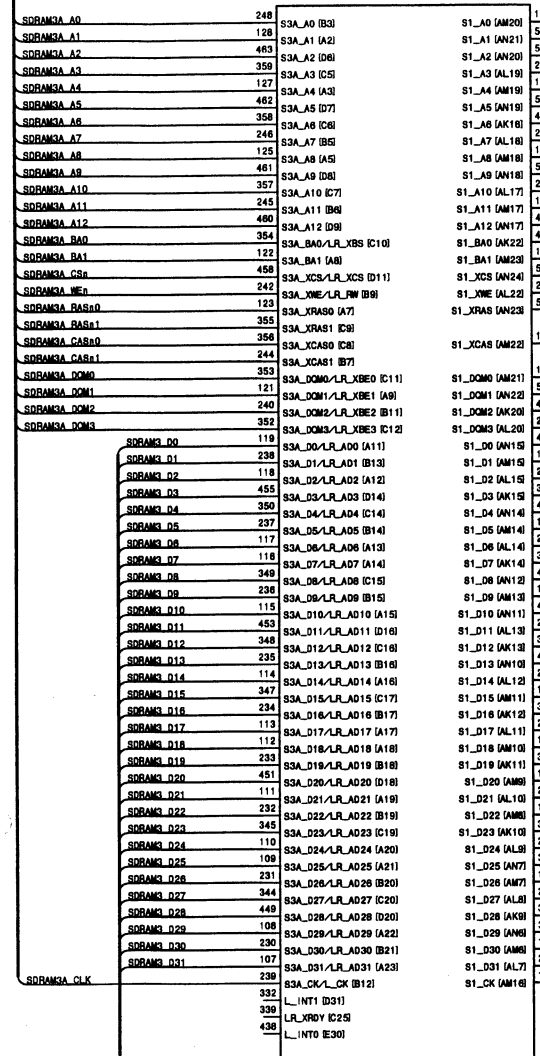 SDRAM3A_A0 248 S3A_A0 [B3] S1_A0 [AM20]
SDRAM3A_A1 128 S3A_A1 [A2] S1_A1 [AN21]
SDRAM3A_A2 463 S3A_A2 [D6] S1_A2 [AN20]
SDRAM3A_A3 359 S3A_A3 [C5] S1_A3 [AL19]
SDRAM3A_A4 127 S3A_A4 [A3] S1_A4 [AM19]
SDRAM3A_A5 462 S3A_A5 [D7] S1_A5 [AN19]
SDRAM3A_A6 358 S3A_A6 [C6] S1_A6 [AK18]
SDRAM3A_A7 246 S3A_A7 [B5] S1_A7 [AL18]
SDRAM3A_A8 125 S3A_A8 [A5] S1_A8 [AM18]
SDRAM3A_A9 461 S3A_A9 [D8] S1_A9 [AN18]
SDRAM3A_A10 357 S3A_A10 [C7] S1_A10 [AL17]
SDRAM3A_A11 245 S3A_A11 [B6] S1_A11 [AM17]
SDRAM3A_A12 460 S3A_A12 [D9] S1_A12 [AN17]
SDRAM3A_BA0 354 S3A_BA0/LR_XBS [C10] S1_BA0 [AK22]
SDRAM3A_BA1 122 S3A_BA1 [A8] S1_BA1 [AM23]
SDRAM3A_CSn 458 S3A_XCS/LR_XCS [D11] S1_XCS [AN24]
SDRAM3A_WEn 242 S3A_XWE/LR_RW [B9] S1_XWE [AL22]
SDRAM3A_RASn0 123 S3A_XRAS0 [A7] S1_XRAS [AN23]
SDRAM3A_RASn1 355 S3A_XRAS1 [C9]
SDRAM3A_CASn0 356 S3A_XCAS0 [C8] S1_XCAS [AM22]
SDRAM3A_CASn1 244 S3A_XCAS1 [B7]
SDRAM3A_DQM0 353 S3A_DQM0/LR_XBE0 [C11] S1_DQM0 [AM21]
SDRAM3A_DQM1 121 S3A_DQM1/LR_XBE1 [A9] S1_DQM1 [AN22]
SDRAM3A_DQM2 240 S3A_DQM2/LR_XBE2 [B11] S1_DQM2 [AK20]
SDRAM3A_DQM3 352 S3A_DQM3/LR_XBE3 [C12] S1_DQM3 [AL20]
SDRAM3_D0 119 S3A_D0/LR_AD0 [A11] S1_D0 [AN15]
SDRAM3_D1 238 S3A_D1/LR_AD1 [B13] S1_D1 [AM15]
SDRAM3_D2 118 S3A_D2/LR_AD2 [A12] S1_D2 [AL15]
SDRAM3_D3 455 S3A_D3/LR_AD3 [D14] S1_D3 [AK15]
SDRAM3_D4 350 S3A_D4/LR_AD4 [C14] S1_D4 [AN14]
SDRAM3_D5 237 S3A_D5/LR_AD5 [B14] S1_D5 [AM14]
SDRAM3_D6 117 S3A_D6/LR_AD6 [A13] S1_D6 [AL14]
SDRAM3_D7 116 S3A_D7/LR_AD7 [A14] S1_D7 [AK14]
SDRAM3_D8 349 S3A_D8/LR_AD8 [C15] S1_D8 [AN12]
SDRAM3_D9 236 S3A_D9/LR_AD9 [B15] S1_D9 [AM13]
SDRAM3_D10 115 S3A_D10/LR_AD10 [A15] S1_D10 [AN11]
SDRAM3_D11 453 S3A_D11/LR_AD11 [D16] S1_D11 [AL13]
SDRAM3_D12 348 S3A_D12/LR_AD12 [C16] S1_D12 [AK13]
SDRAM3_D13 235 S3A_D13/LR_AD13 [B16] S1_D13 [AN10]
SDRAM3_D14 114 S3A_D14/LR_AD14 [A16] S1_D14 [AL12]
SDRAM3_D15 347 S3A_D15/LR_AD15 [C17] S1_D15 [AM11]
SDRAM3_D16 234 S3A_D16/LR_AD16 [B17] S1_D16 [AK12]
SDRAM3_D17 113 S3A_D17/LR_AD17 [A17] S1_D17 [AL11]
SDRAM3_D18 112 S3A_D18/LR_AD18 [A18] S1_D18 [AM10]
SDRAM3_D19 233 S3A_D19/LR_AD19 [B18] S1_D19 [AK11]
SDRAM3_D20 451 S3A_D20/LR_AD20 [D18] S1_D20 [AM9]
SDRAM3_D21 111 S3A_D21/LR_AD21 [A19] S1_D21 [AL10]
SDRAM3_D22 232 S3A_D22/LR_AD22 [B19] S1_D22 [AM8]
SDRAM3_D23 345 S3A_D23/LR_AD23 [C19] S1_D23 [AK10]
SDRAM3_D24 110 S3A_D24/LR_AD24 [A20] S1_D24 [AL9]
SDRAM3_D25 109 S3A_D25/LR_AD25 [A21] S1_D25 [AN7]
SDRAM3_D26 231 S3A_D26/LR_AD26 [B20] S1_D26 [AM7]
SDRAM3_D27 344 S3A_D27/LR_AD27 [C20] S1_D27 [AL8]
SDRAM3_D28 449 S3A_D28/LR_AD28 [D20] S1_D28 [AK9]
SDRAM3_D29 108 S3A_D29/LR_AD29 [A22] S1_D29 [AN6]
SDRAM3_D30 230 S3A_D30/LR_AD30 [B21] S1_D30 [AM6]
SDRAM3_D31 107 S3A_D31/LR_AD31 [A23] S1_D31 [AL7]
SDRAM3A_CLK 239 S3A_CK/L_CK [B12] S1_CK [AM16]
332 L_INT1 [D31]
339 LR_XRDY [C25]
438 L_INT0 [E30]